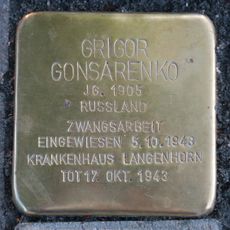 GRIGOR
GONSARENKO
JG. 1905
RUSSLAND
ZWANGSARBEIT
EINGEWIESEN 5.10.1943
KRANKENHAUS LANGENHORN
TOT 17. OKT. 1943